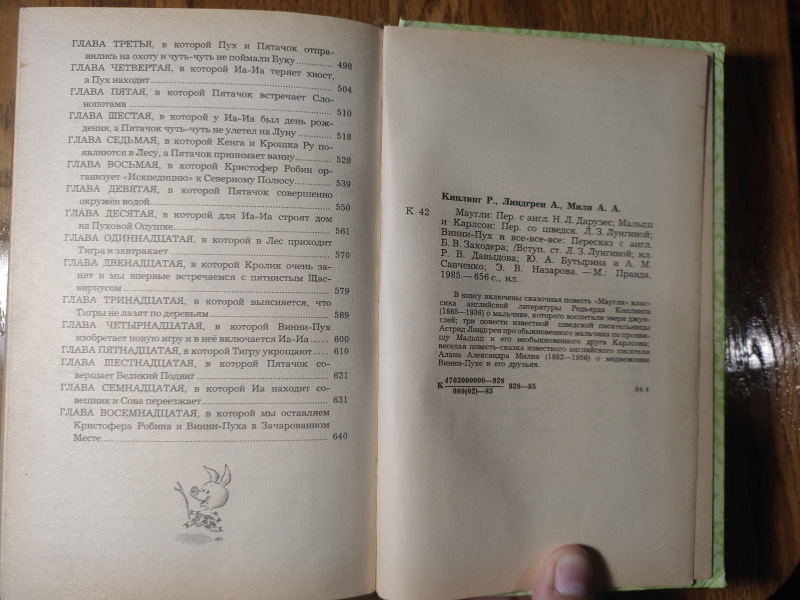 ГЛАВА ТРЕТЬЯ, в которой Пух и Пятачок отпра-
вились на охоту и чуть-чуть не поймали Буку 498
ГЛАВА ЧЕТВЕРТАЯ, в которой Иа-Иа теряет хвост,
а Пух находит 504
ГЛАВА ПЯТАЯ, в которой Пятачок встречает Сло-
нопотама 510
ГЛАВА ШЕСТАЯ, в которой у Иа-Иа был день рож-
дения, а Пятачок чуть-чуть не улетел на Луну 518
ГЛАВА СЕДЬМАЯ, в которой Кенга и Крошка Ру по-
являются в Лесу, а Пятачок принимает ванну 528
ГЛАВА ВОСЬМАЯ, в которой Кристофер Робин ор-
ганизует «Искпедицию» к Северному Полюсу 539
ГЛАВА ДЕВЯТАЯ, в которой Пятачок совершенно
окружён водой 550
ГЛАВА ДЕСЯТАЯ, в которой для Иа-Иа строят дом
на Пуховой Опушке 561
ГЛАВА ОДИННАДЦАТАЯ, в которой в Лес приходит
Тигра и завтракает 570
ГЛАВА ДВЕНАДЦАТАЯ, в которой Кролик очень за-
нят и мы впервые встречаемся с пятнистым Щас-
вирнусом 579
ГЛАВА ТРИНАДЦАТАЯ, в которой выясняется, что
Тигры не лазят по деревьям 589
ГЛАВА ЧЕТЫРНАДЦАТАЯ, в которой Винни-Пух
изобретает новую игру и в неё включается Иа-Иа 600
ГЛАВА ПЯТНАДЦАТАЯ, в которой Тигру укрощают 610
ГЛАВА ШЕСТНАДЦАТАЯ, в которой Пятачок со-
вершает Великий Подвиг 621
ГЛАВА СЕМНАДЦАТАЯ, в которой Иа находит со-
вешник и Сова переезжает 631
ГЛАВА ВОСЕМНАДЦАТАЯ, в которой мы оставляем
Кристофера Робина и Винни-Пуха в Зачарованном
Месте 640
Киплинг Р., Линдгрен А., Милн А. А.
К 42 Маугли: Пер. с англ. Н. Л. Дарузес; Малыш
и Карлсон: Пер. со шведск. Л. З. Лунгиной;
Винни-Пух и все-все-все: Пересказ с англ.
Б. В. Заходера; /Вступ. ст. Л. З. Лунгиной; ил.
Р. В. Давыдова; Ю. А. Бутырина и А. М.
Савченко; Э. В. Назарова. — М.: Правда,
1985.— 656 с., ил.
В книгу включены сказочная повесть «Маугли» клас-
сика английской литературы Редьярда Киплинга
(1865—1936) о мальчике, которого воспитали звери джун-
глей; три повести известной шведской писательницы
Астрид Линдгрен про обыкновенного мальчика по прозви-
щу Малыш и его необыкновенного друга Карлсона;
веселая повесть-сказка известного английского писателя
Алана Александра Милна (1882—1956) о медвежонке
Винни-Пухе и его друзьях.
К 4703000000—928
080(02)—85 928—85 84.4